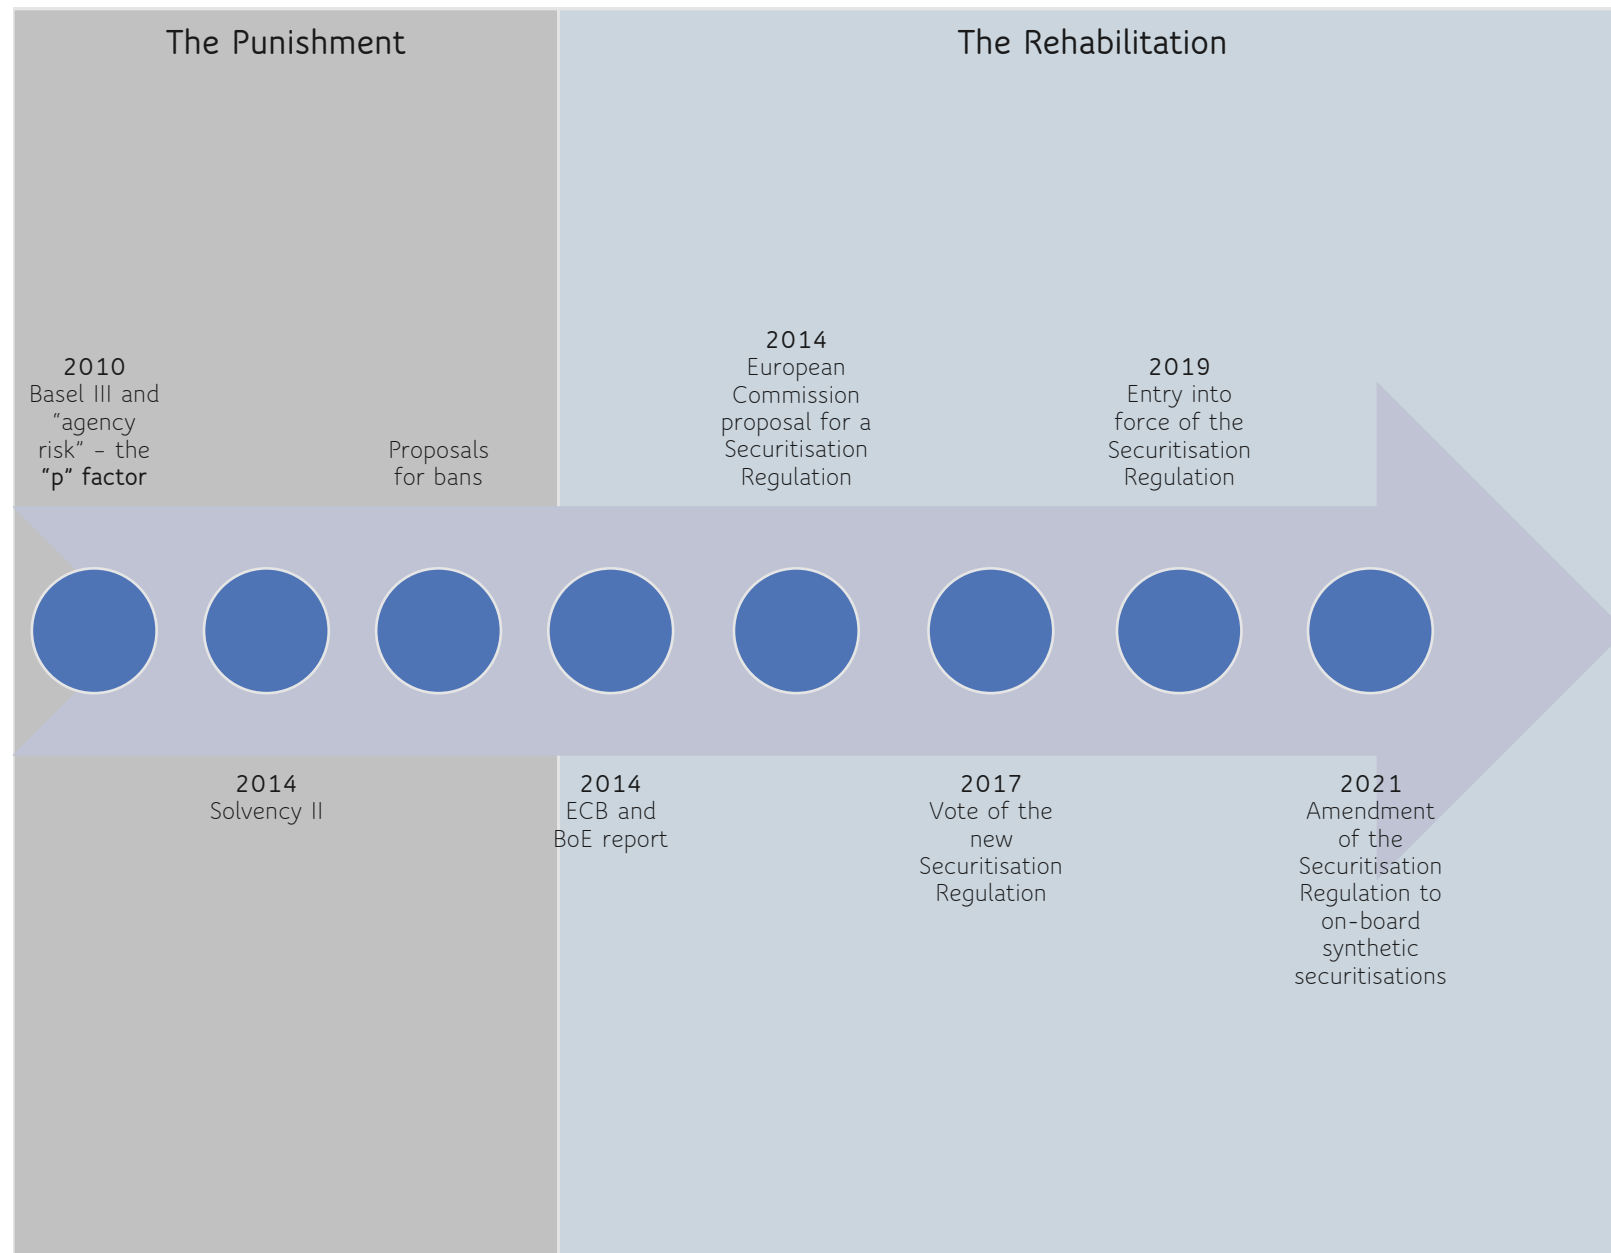 The Punishment
The Rehabilitation
2010
Basel III and
“agency
risk” – the
“p” factor
2014
Solvency II
Proposals
for bans
2014
ECB and
BoE report
2014
European
Commission
proposal for a
Securitisation
Regulation
2017
Vote of the
new
Securitisation
Regulation
2019
Entry into
force of the
Securitisation
Regulation
2021
Amendment
of the
Securitisation
Regulation to
on-board
synthetic
securitisations